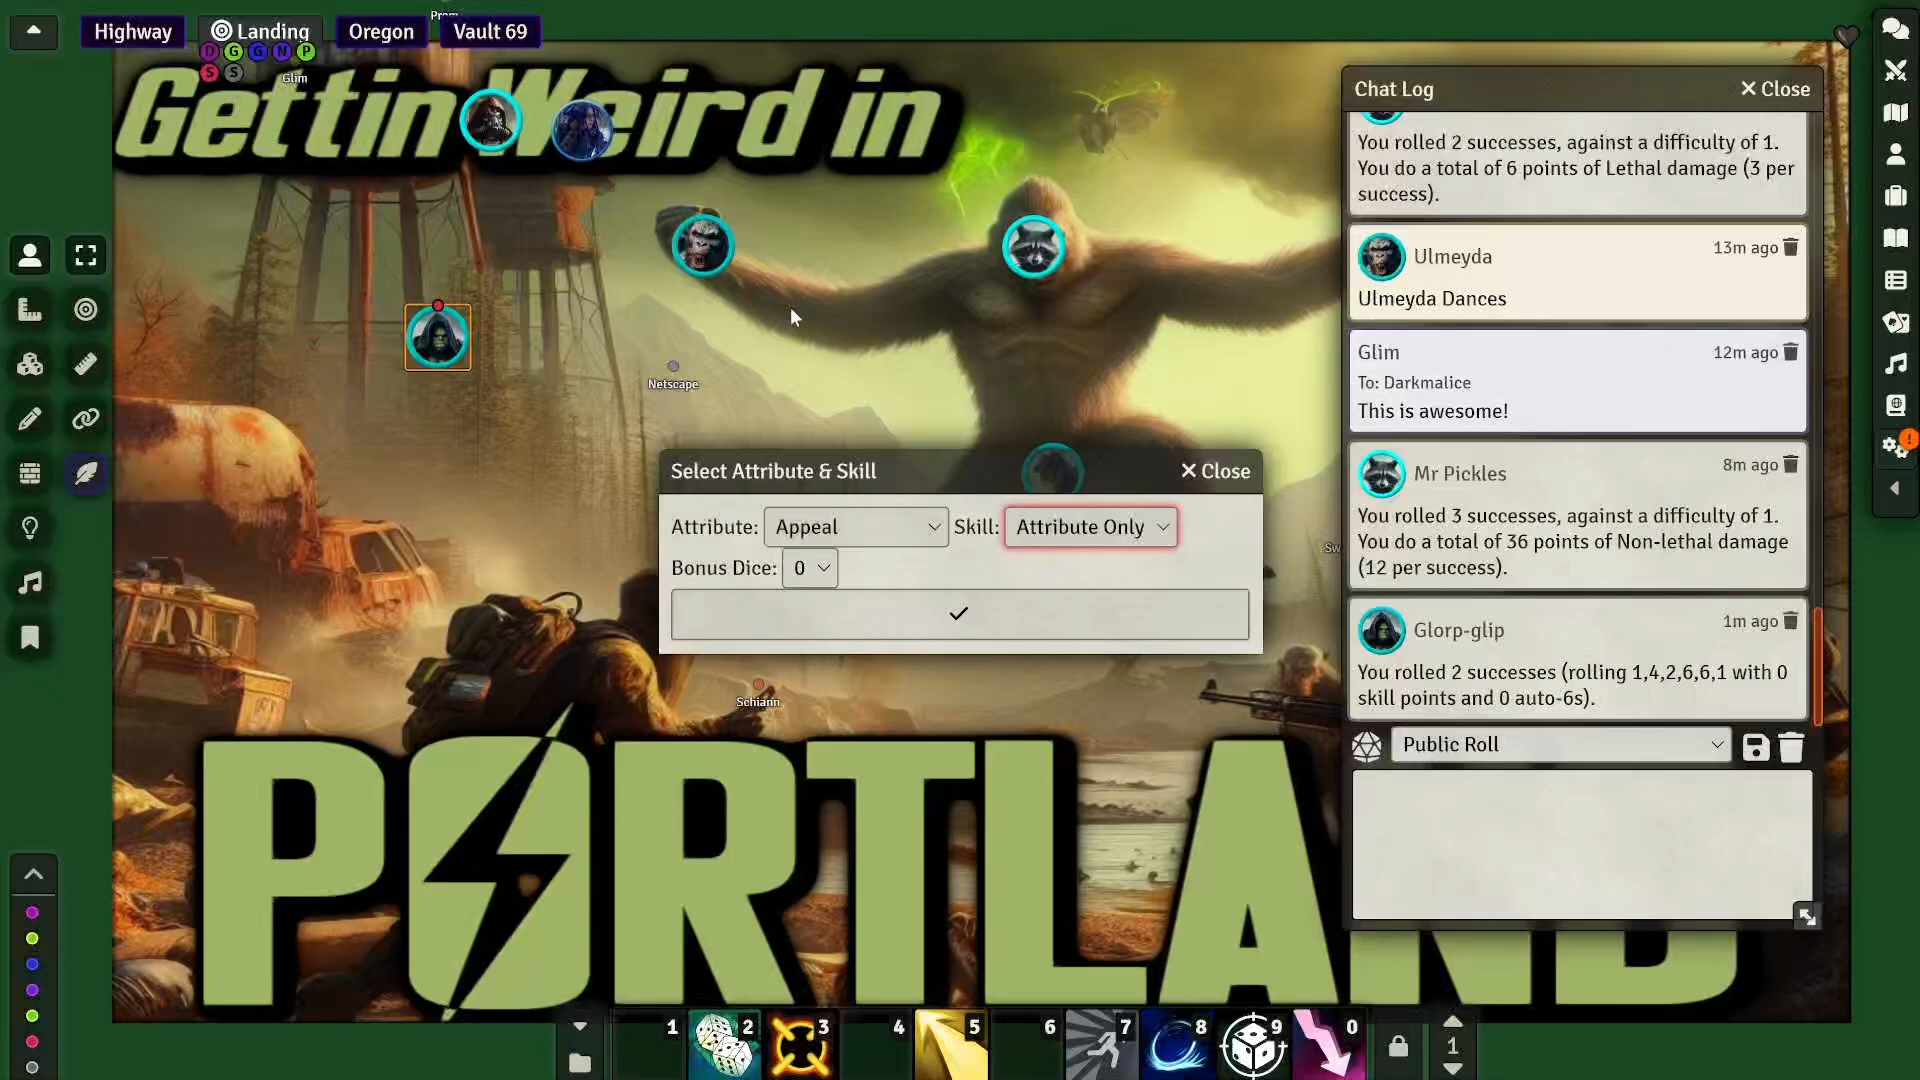 Highway
Landing
Oregon
Vault 69
D G G N P
S S
Glim
Gettin Weird in
PORTLAND
Netscape
Schiann
Select Attribute & Skill
Close
Attribute: Appeal Skill: Attribute Only
Bonus Dice: 0
Chat Log
Close
You rolled 2 successes, against a difficulty of 1.
You do a total of 6 points of Lethal damage (3 per
success).
Ulmeyda
13m ago
Ulmeyda Dances
Glim
12m ago
To: Darkmalice
This is awesome!
Mr Pickles
8m ago
You rolled 3 successes, against a difficulty of 1.
You do a total of 36 points of Non-lethal damage
(12 per success).
Glorp-glip
1m ago
You rolled 2 successes (rolling 1,4,2,6,6,1 with 0
skill points and 0 auto-6s).
Public Roll
1 2 3 4 5 6 7 8 9 0
1